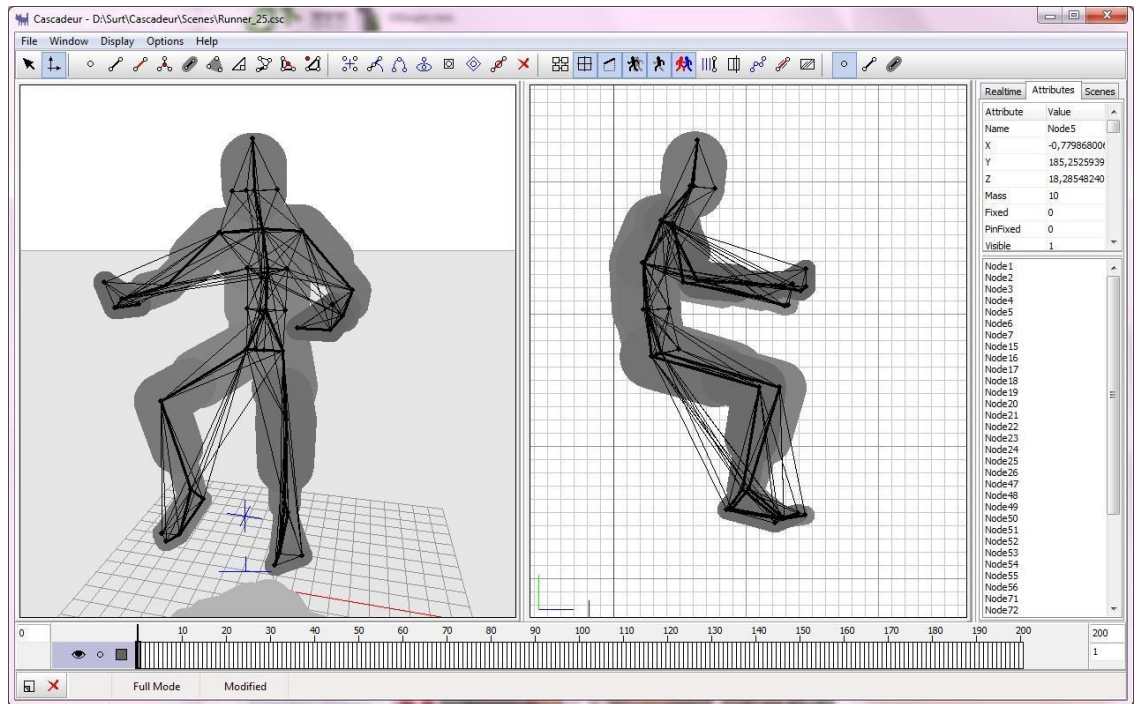 Cascadeur - D:\Surt\Cascadeur\Scenes\Runner_25.csc
File Window Display Options Help
Realtime Attributes Scenes
Attribute Value
Name Node5
X -0,779868006
Y 185,2525939
Z 18,28548240
Mass 10
Fixed 0
PinFixed 0
Visible 1
Node1
Node2
Node3
Node4
Node5
Node6
Node7
Node15
Node16
Node17
Node18
Node19
Node20
Node21
Node22
Node23
Node24
Node25
Node26
Node47
Node48
Node49
Node50
Node51
Node52
Node53
Node54
Node55
Node56
Node71
Node72
0 10 20 30 40 50 60 70 80 90 100 110 120 130 140 150 160 170 180 190 200 200
1
Full Mode Modified